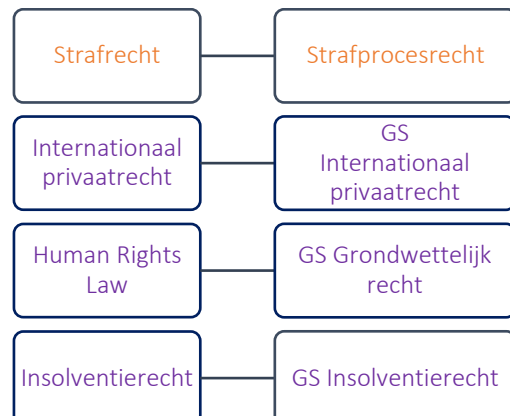 Strafrecht
Strafprocesrecht
Internationaal
privaatrecht
GS
Internationaal
privaatrecht
Human Rights
Law
GS Grondwettelijk
recht
Insolventierecht
GS Insolventierecht